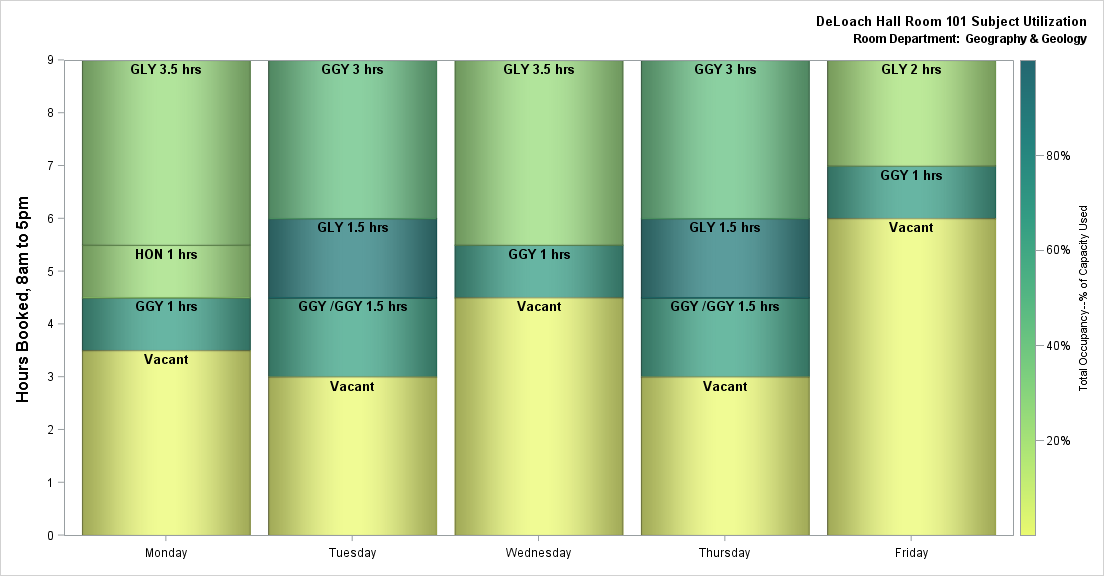 DeLoach Hall Room 101 Subject Utilization
Room Department: Geography & Geology
Hours Booked, 8am to 5pm
9
8
7
6
5
4
3
2
1
0
GLY 3.5 hrs
HON 1 hrs
GGY 1 hrs
Vacant
GGY 3 hrs
GLY 1.5 hrs
GGY /GGY 1.5 hrs
Vacant
GLY 3.5 hrs
GGY 1 hrs
Vacant
GGY 3 hrs
GLY 1.5 hrs
GGY /GGY 1.5 hrs
Vacant
GLY 2 hrs
GGY 1 hrs
Vacant
Monday
Tuesday
Wednesday
Thursday
Friday
80%
60%
40%
20%
Total Occupancy--% of Capacity Used